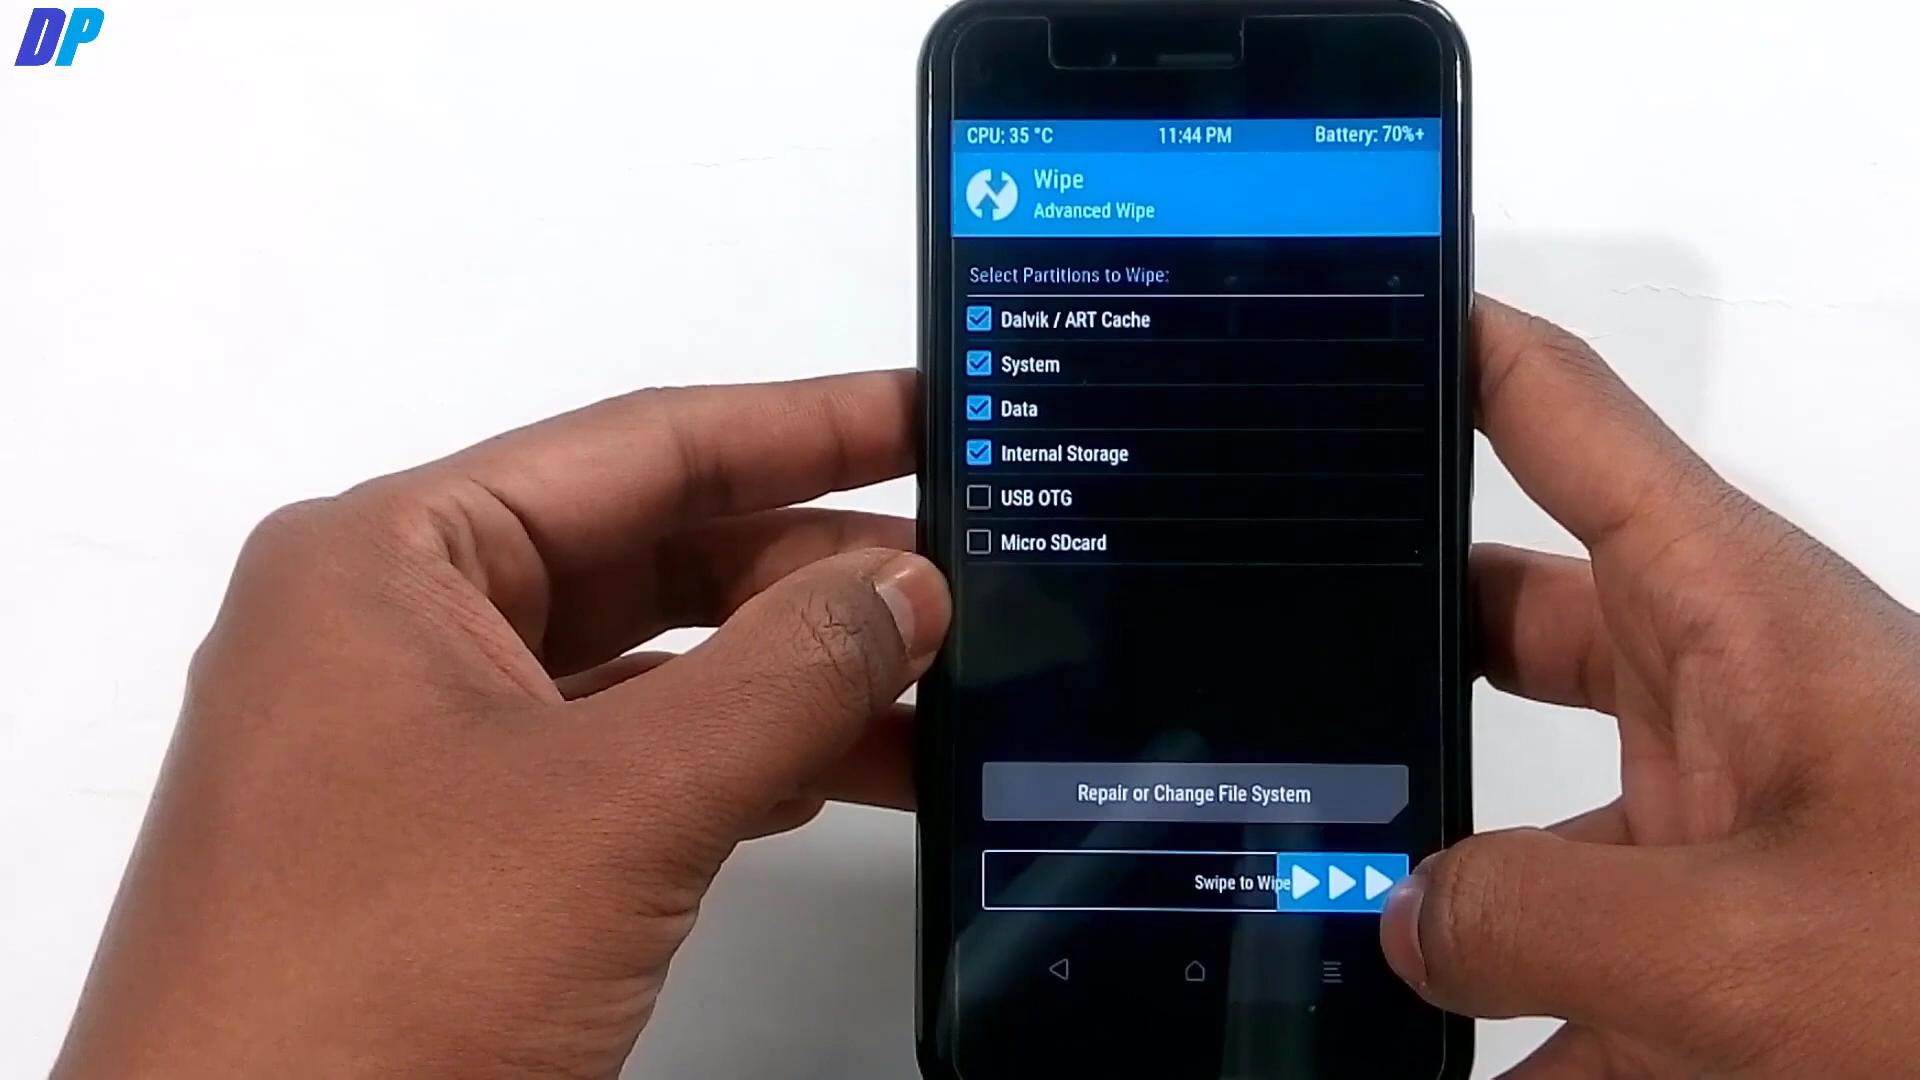 DP
CPU: 35 °C 11:44 PM Battery: 70%+
Wipe
Advanced Wipe
Select Partitions to Wipe:
Dalvik / ART Cache
System
Data
Internal Storage
USB OTG
Micro SDcard
Repair or Change File System
Swipe to Wipe